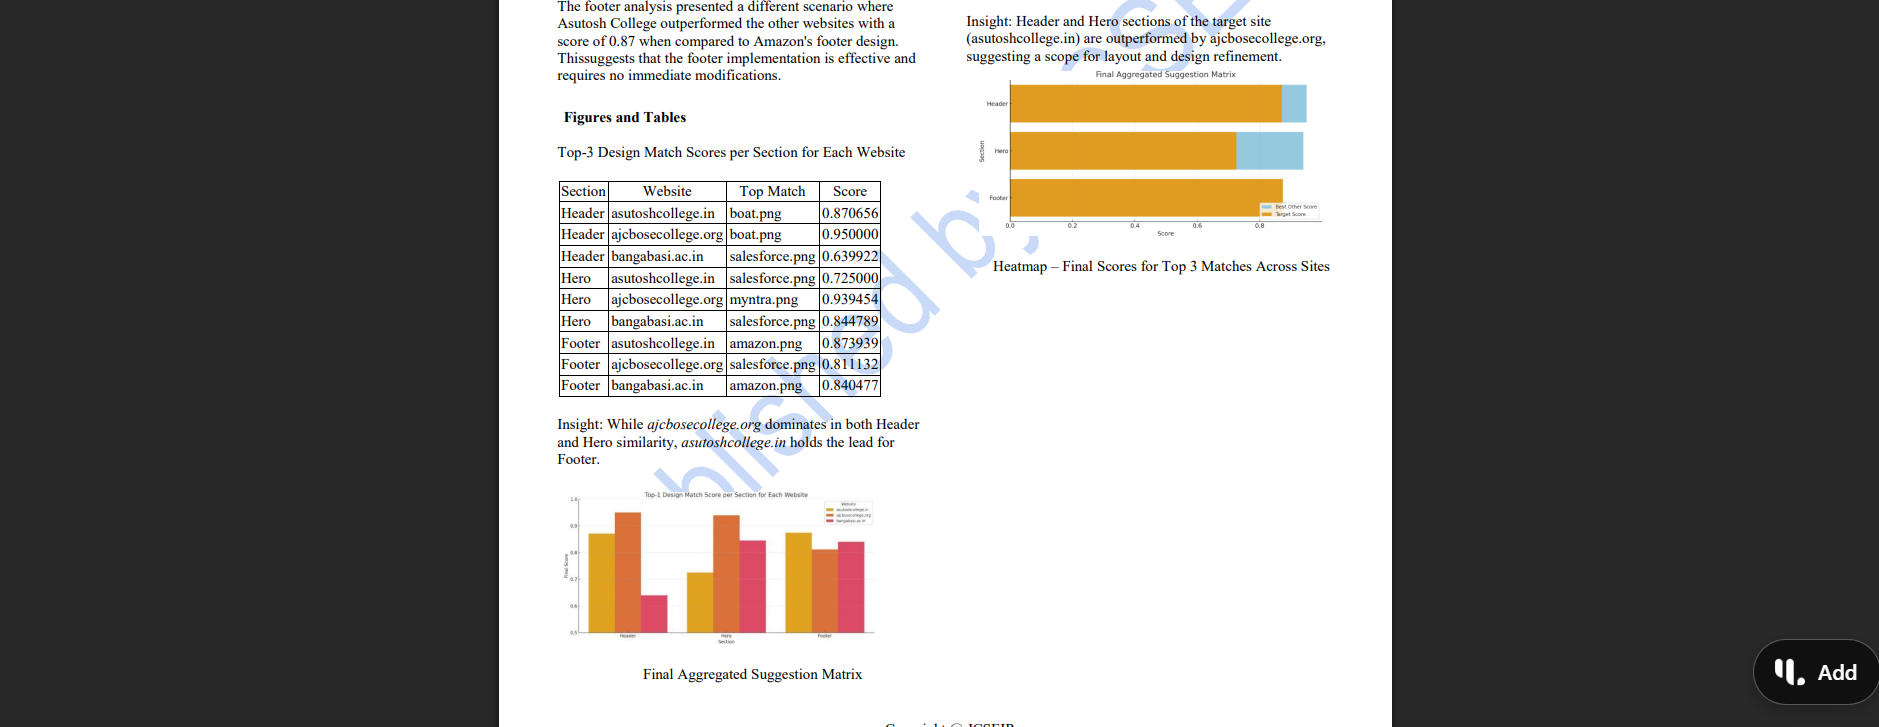 The footer analysis presented a different scenario where
Asutosh College outperformed the other websites with a
score of 0.87 when compared to Amazon's footer design.
Thissuggests that the footer implementation is effective and
requires no immediate modifications.
Figures and Tables
Top-3 Design Match Scores per Section for Each Website
Section Website Top Match Score
Header asutoshcollege.in boat.png 0.870656
Header ajcbosecollege.org boat.png 0.950000
Header bangabasi.ac.in salesforce.png 0.639922
Hero asutoshcollege.in salesforce.png 0.725000
Hero ajcbosecollege.org myntra.png 0.939454
Hero bangabasi.ac.in salesforce.png 0.844789
Footer asutoshcollege.in amazon.png 0.873939
Footer ajcbosecollege.org salesforce.png 0.811132
Footer bangabasi.ac.in amazon.png 0.840477
Insight: While ajcbosecollege.org dominates in both Header
and Hero similarity, asutoshcollege.in holds the lead for
Footer.
Top-1 Design Match Score per Section for Each Website
Website
asutoshcollege.in
ajcbosecollege.org
bangabasi.ac.in
1.0
0.9
0.8
0.7
0.6
0.5
Final Score
Header Hero Footer
Section
Final Aggregated Suggestion Matrix
Insight: Header and Hero sections of the target site
(asutoshcollege.in) are outperformed by ajcbosecollege.org,
suggesting a scope for layout and design refinement.
Final Aggregated Suggestion Matrix
Header
Hero
Footer
Section
Best Other Score
Target Score
0.0 0.2 0.4 0.6 0.8
Score
Heatmap – Final Scores for Top 3 Matches Across Sites
blished by
Add